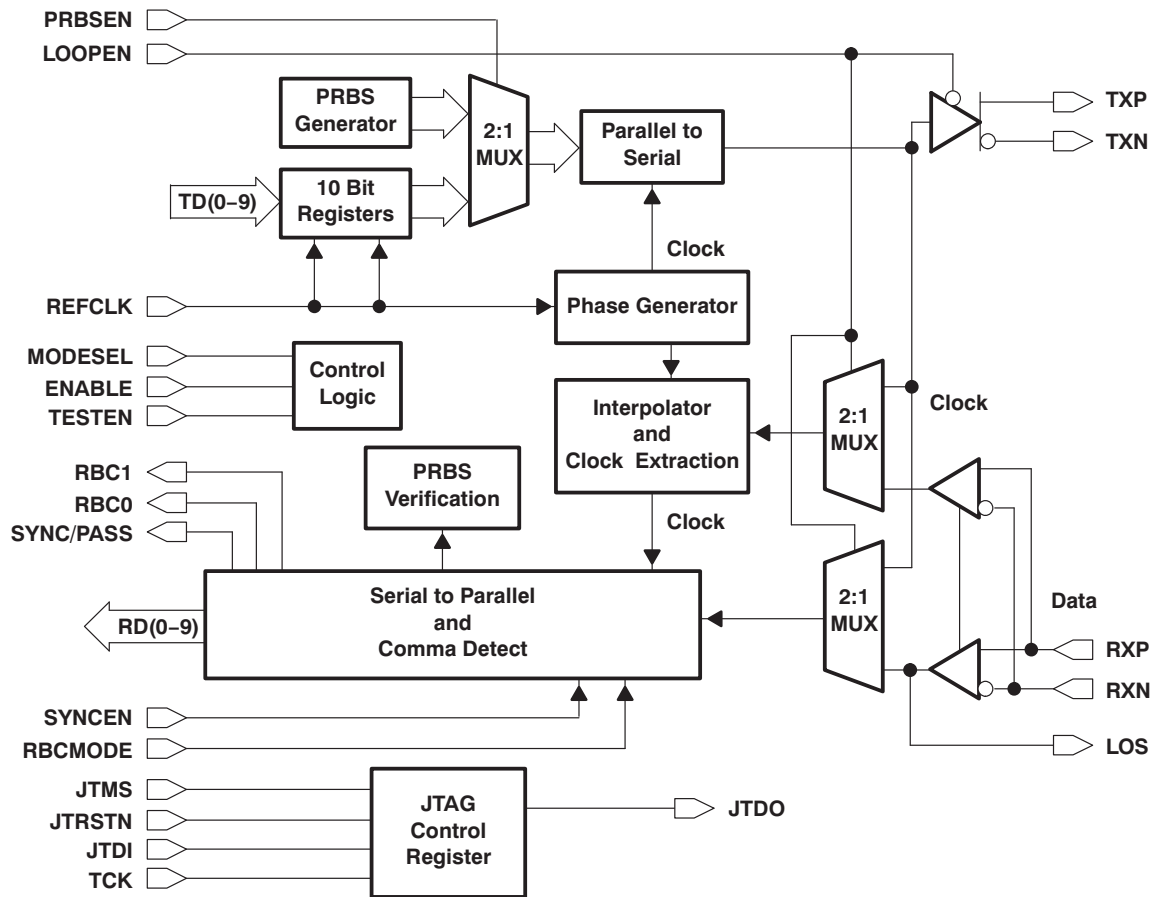 PRBSEN
LOOPEN
PRBS
Generator
2:1
MUX
Parallel to
Serial
TXP
TXN
TD(0–9)
10 Bit
Registers
Clock
REFCLK
Phase Generator
MODESEL
ENABLE
TESTEN
Control
Logic
Interpolator
and
Clock Extraction
2:1
MUX
Clock
RBC1
RBC0
SYNC/PASS
PRBS
Verification
Clock
RD(0–9)
Serial to Parallel
and
Comma Detect
2:1
MUX
Data
RXP
RXN
LOS
SYNCEN
RBCMODE
JTMS
JTRSTN
JTDI
TCK
JTAG
Control
Register
JTDO